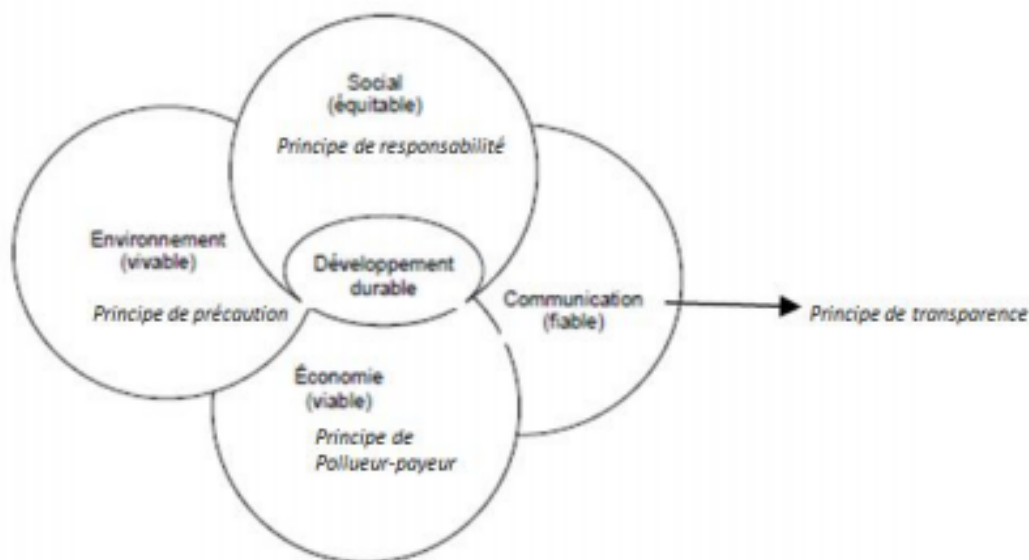 Social
(équitable)
Principe de responsabilité
Environnement
(vivable)
Principe de précaution
Développement
durable
Communication
(fiable)
Principe de transparence
Économie
(viable)
Principe de
Pollueur-payeur